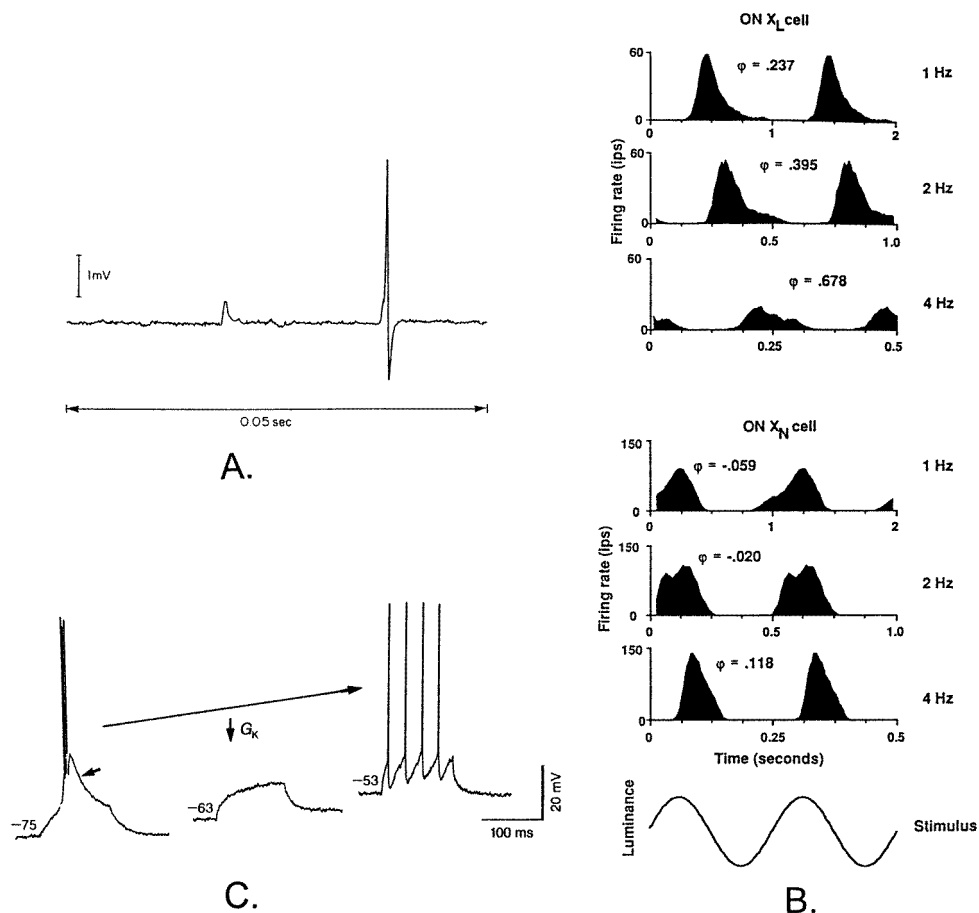 1mV
0.05 sec
A.
ON X_L cell
Firing rate (ips)
60
0
φ = .237
1 Hz
0 1 2
60
0
φ = .395
2 Hz
0 0.5 1.0
60
0
φ = .678
4 Hz
0 0.25 0.5
ON X_N cell
Firing rate (ips)
150
0
φ = -.059
1 Hz
0 1 2
150
0
φ = -.020
2 Hz
0 0.5 1.0
150
0
φ = .118
4 Hz
0 0.25 0.5
Time (seconds)
Luminance
Stimulus
B.
−75
G_K
−63
−53
20 mV
100 ms
C.